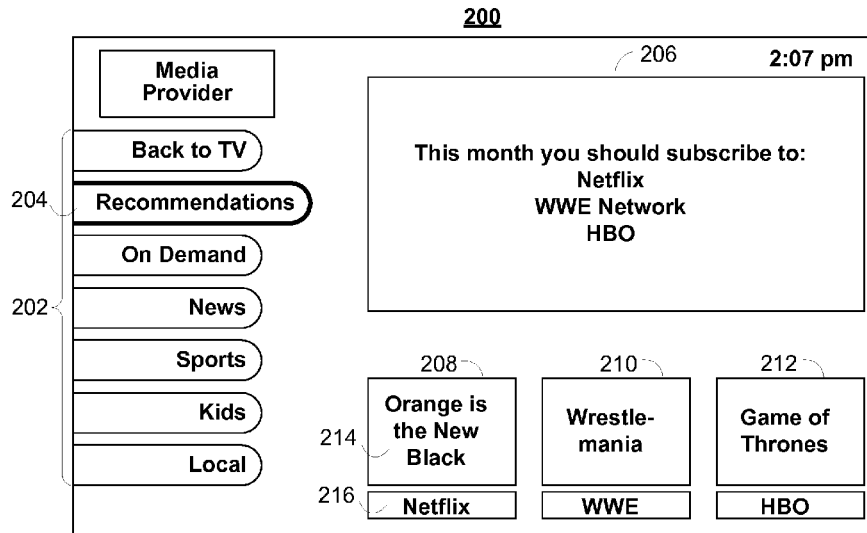 200
2:07 pm
Media
Provider
206
This month you should subscribe to:
Netflix
WWE Network
HBO
202
204
Back to TV
Recommendations
On Demand
News
Sports
Kids
Local
208
210
212
214
Orange is
the New
Black
Wrestle-
mania
Game of
Thrones
216
Netflix
WWE
HBO